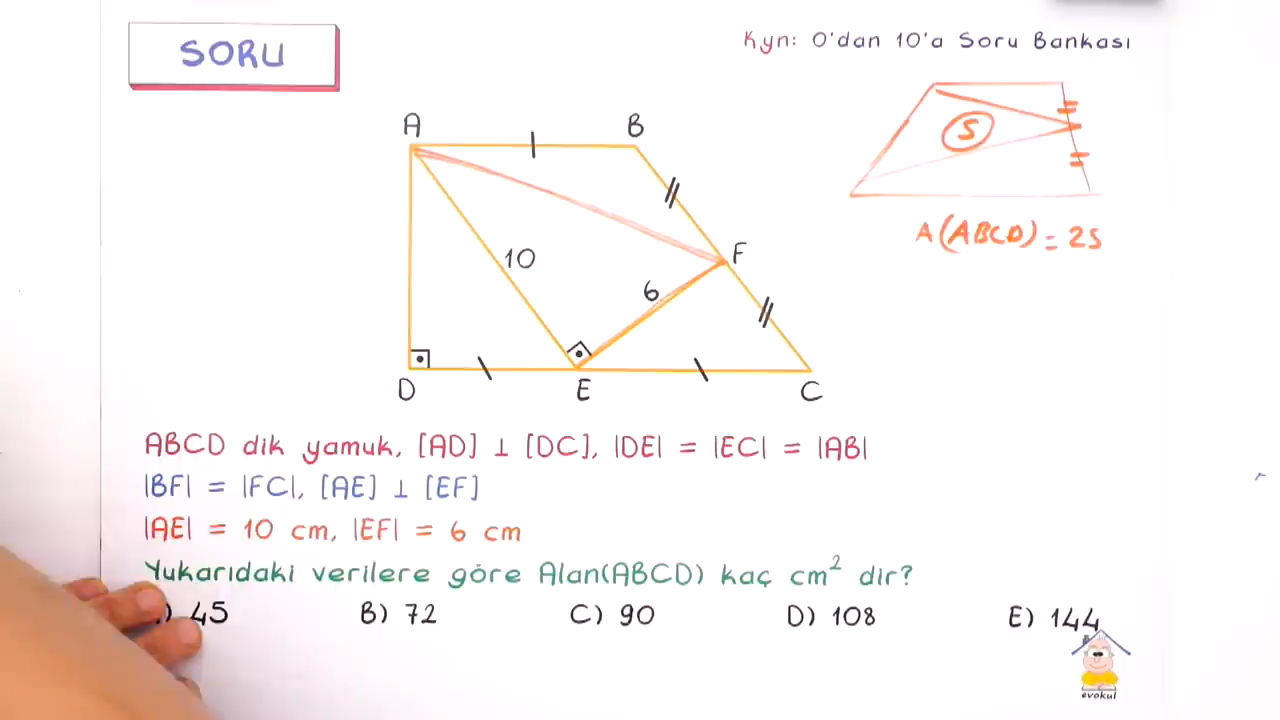 SORU
Kyn: 0'dan 10'a Soru Bankası
A
B
S
A(ABCD) = 2S
F
10
6
D
E
C
ABCD dik yamuk, [AD] ⊥ [DC], |DE| = |EC| = |AB|
|BF| = |FC|, [AE] ⊥ [EF]
|AE| = 10 cm, |EF| = 6 cm
Yukarıdaki verilere göre Alan(ABCD) kaç cm² dir?
) 45 B) 72 C) 90 D) 108 E) 144
evokul